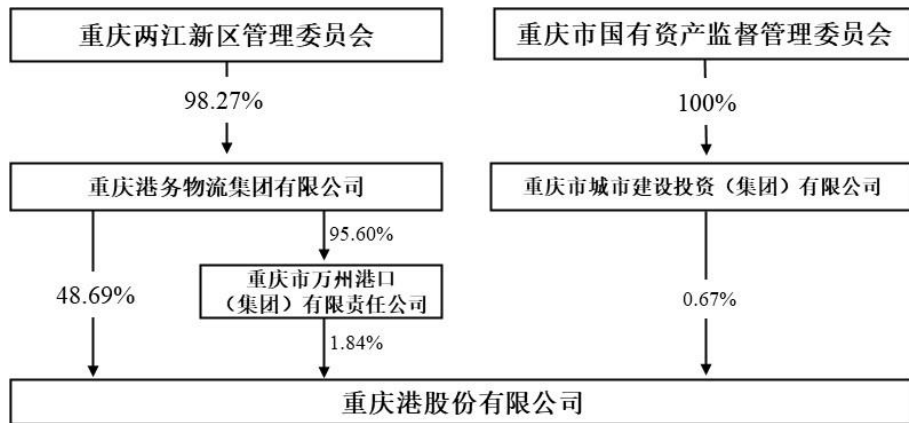 重庆两江新区管理委员会
重庆市国有资产监督管理委员会
98.27%
100%
重庆港务物流集团有限公司
重庆市城市建设投资（集团）有限公司
95.60%
重庆市万州港口
（集团）有限责任公司
48.69%
0.67%
1.84%
重庆港股份有限公司